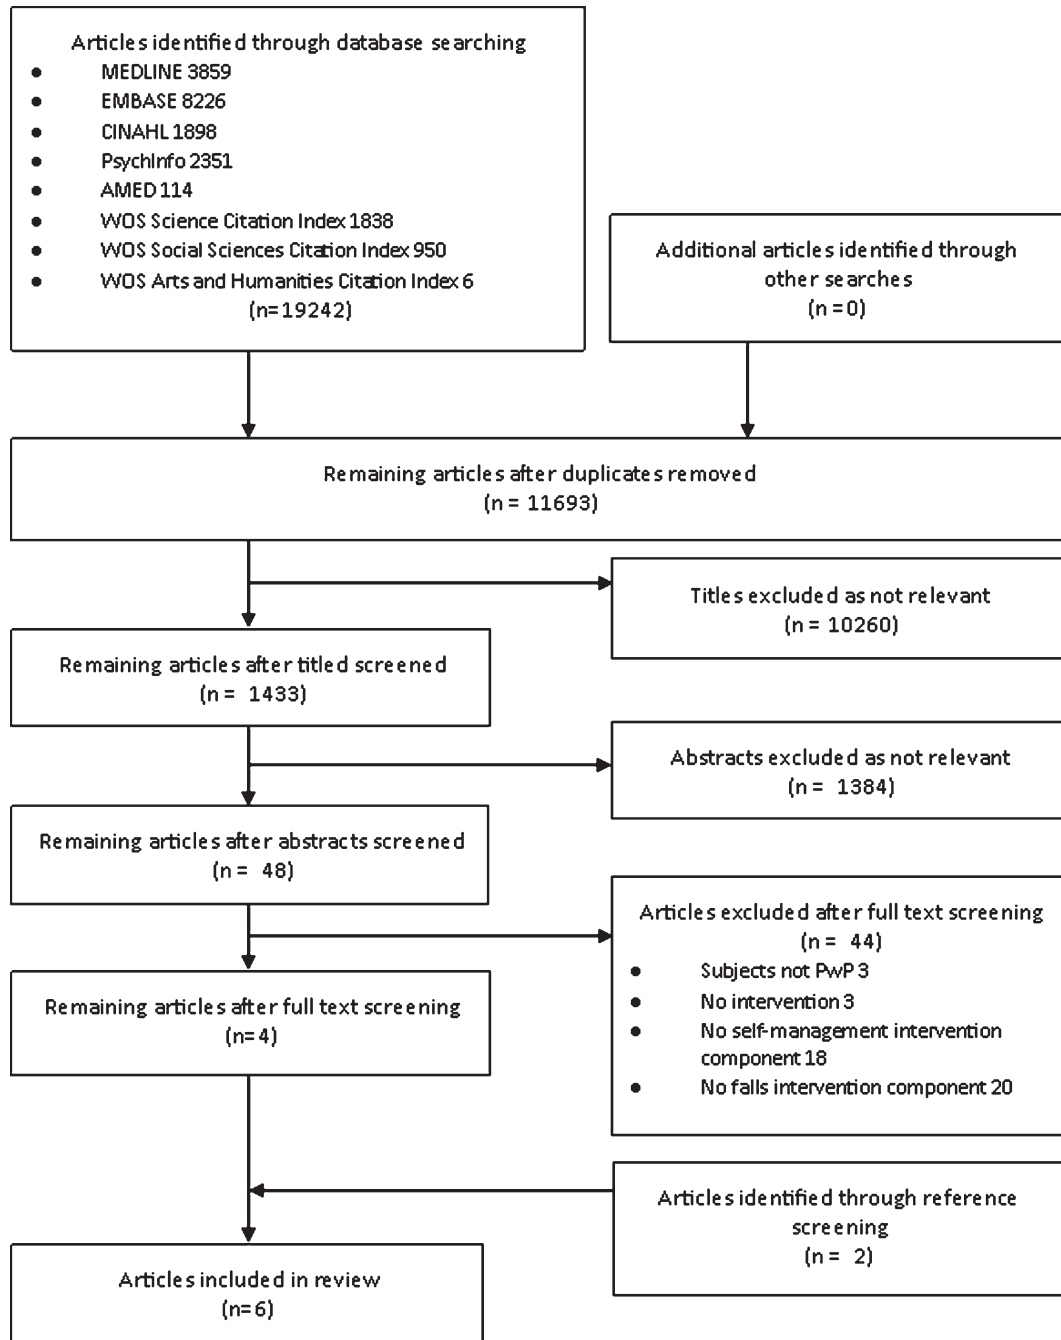 Articles identified through database searching
● MEDLINE 3859
● EMBASE 8226
● CINAHL 1898
● PsychInfo 2351
● AMED 114
● WOS Science Citation Index 1838
● WOS Social Sciences Citation Index 950
● WOS Arts and Humanities Citation Index 6
(n=19242)
Additional articles identified through
other searches
(n =0)
Remaining articles after duplicates removed
(n = 11693)
Titles excluded as not relevant
(n = 10260)
Remaining articles after titled screened
(n = 1433)
Abstracts excluded as not relevant
(n = 1384)
Remaining articles after abstracts screened
(n = 48)
Articles excluded after full text screening
(n = 44)
● Subjects not PwP 3
● No intervention 3
● No self-management intervention
component 18
● No falls intervention component 20
Remaining articles after full text screening
(n=4)
Articles identified through reference
screening
(n = 2)
Articles included in review
(n=6)